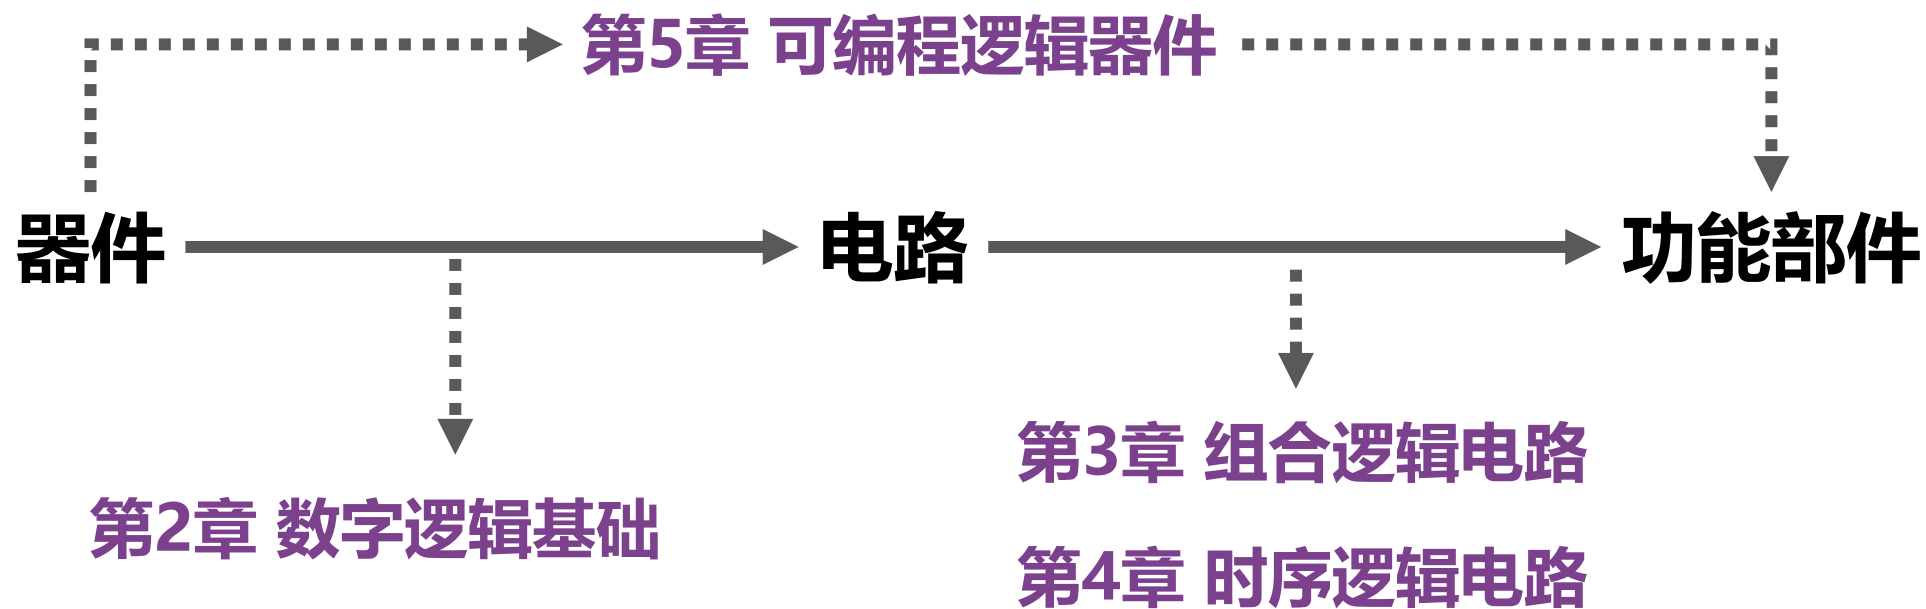 第5章 可编程逻辑器件
器件
电路
功能部件
第2章 数字逻辑基础
第3章 组合逻辑电路
第4章 时序逻辑电路